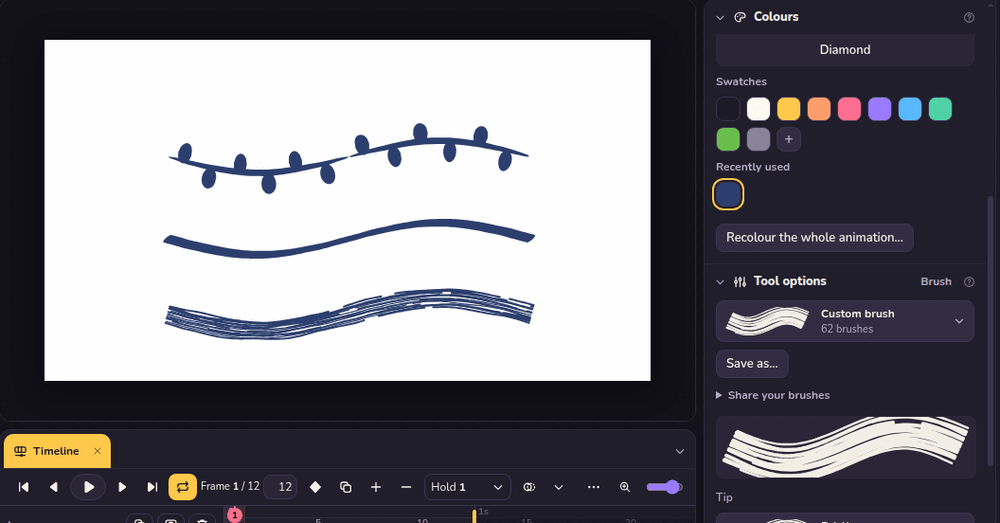 Colours
Diamond
Swatches
+
Recently used
Recolour the whole animation...
Tool options
Brush
Custom brush
62 brushes
Save as...
Share your brushes
Tip
Timeline
Frame 1 / 12
12
Hold 1
1
5
10
1s
15
20